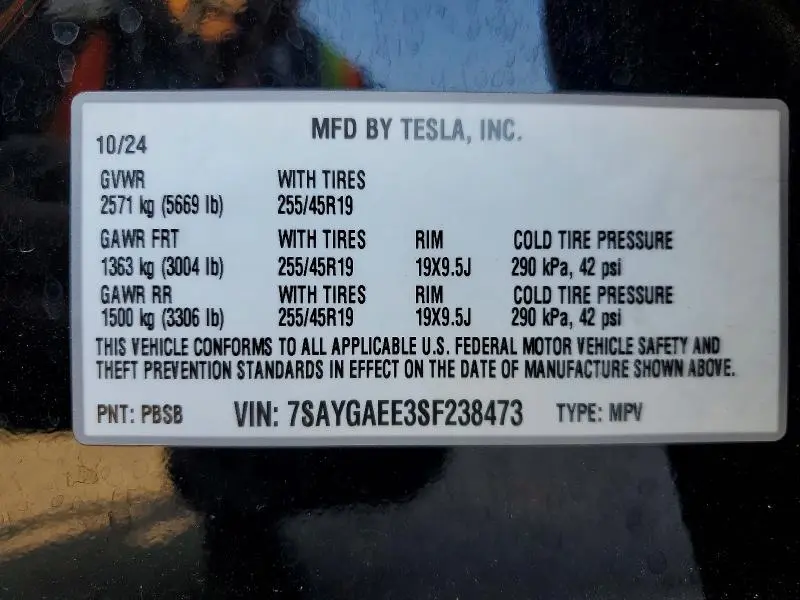 MFD BY TESLA, INC.
10/24
GVWR WITH TIRES
2571 kg (5669 lb) 255/45R19
GAWR FRT WITH TIRES RIM COLD TIRE PRESSURE
1363 kg (3004 lb) 255/45R19 19X9.5J 290 kPa, 42 psi
GAWR RR WITH TIRES RIM COLD TIRE PRESSURE
1500 kg (3306 lb) 255/45R19 19X9.5J 290 kPa, 42 psi
THIS VEHICLE CONFORMS TO ALL APPLICABLE U.S. FEDERAL MOTOR VEHICLE SAFETY AND
THEFT PREVENTION STANDARDS IN EFFECT ON THE DATE OF MANUFACTURE SHOWN ABOVE.
PNT: PBSB VIN: 7SAYGAEE3SF238473 TYPE: MPV